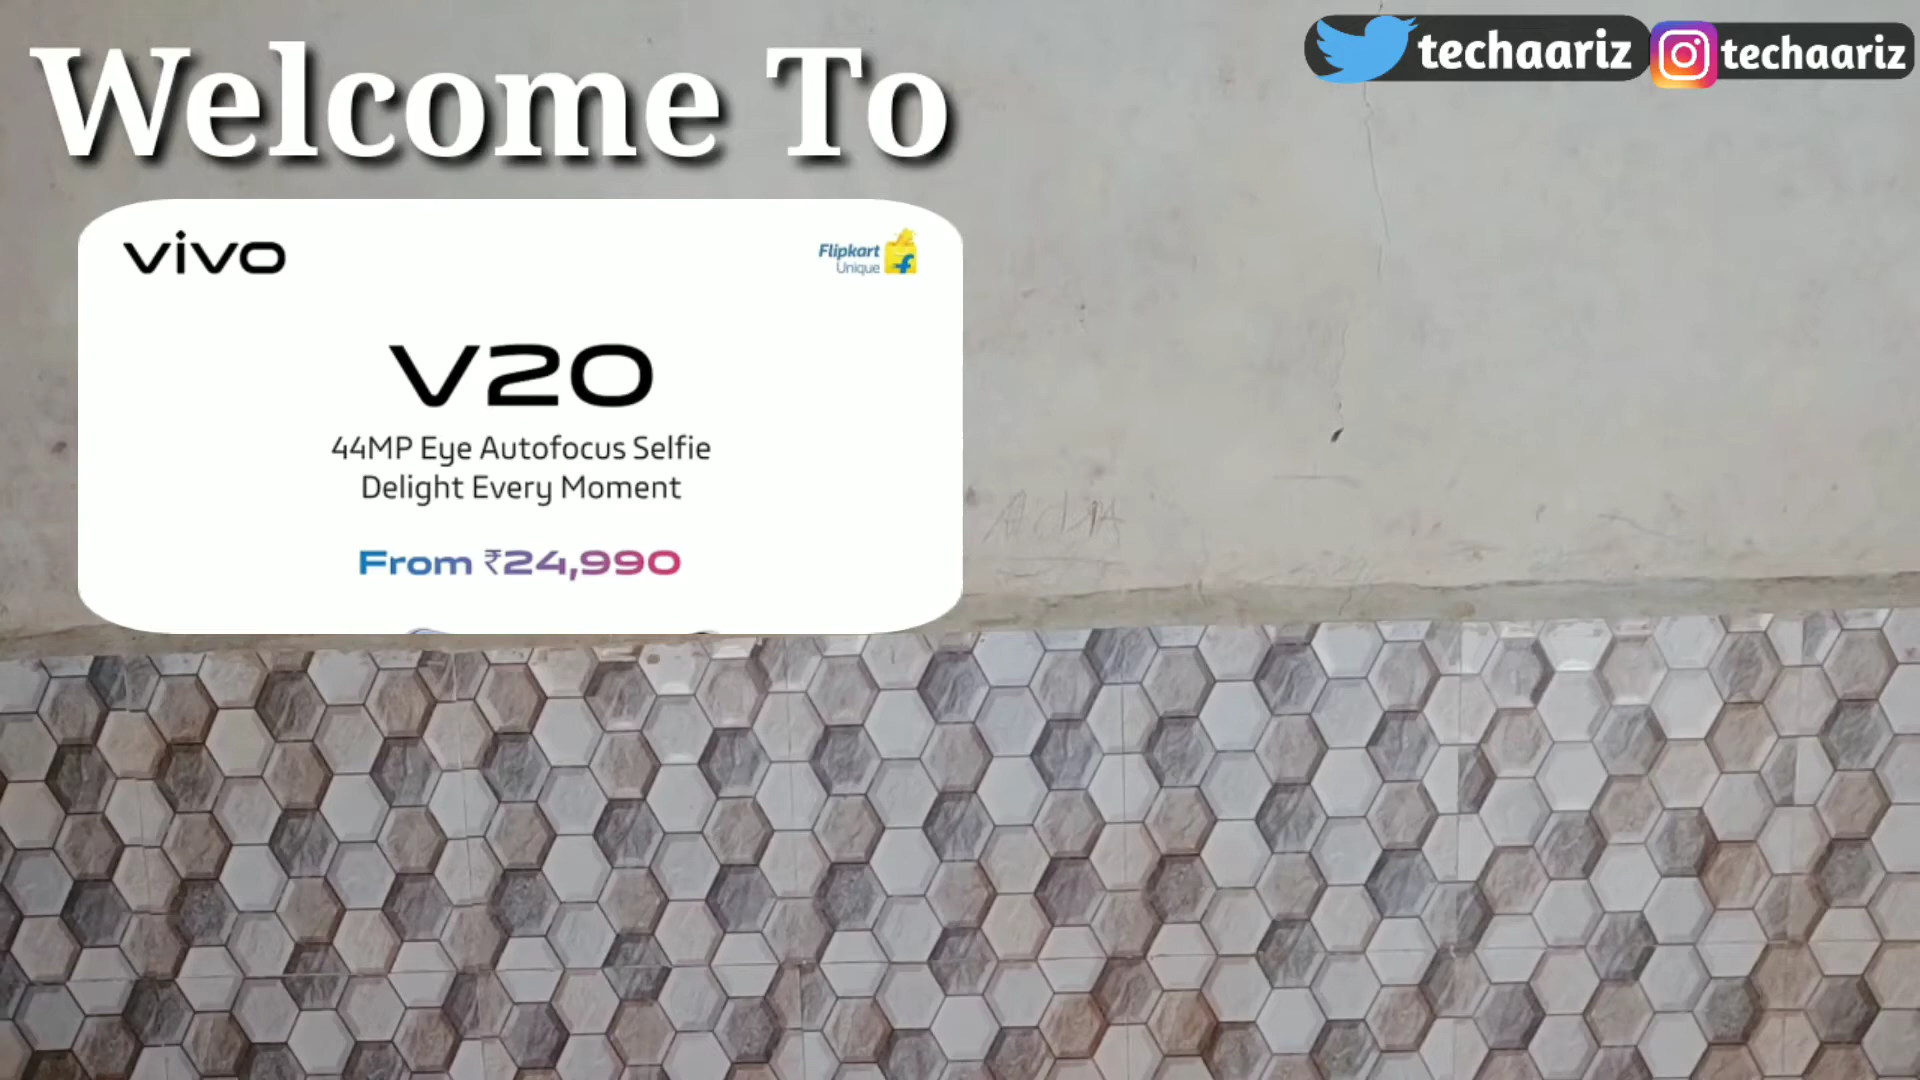 Welcome To
techaariz
techaariz
vivo
Flipkart
Unique
V20
44MP Eye Autofocus Selfie
Delight Every Moment
From ₹24,990